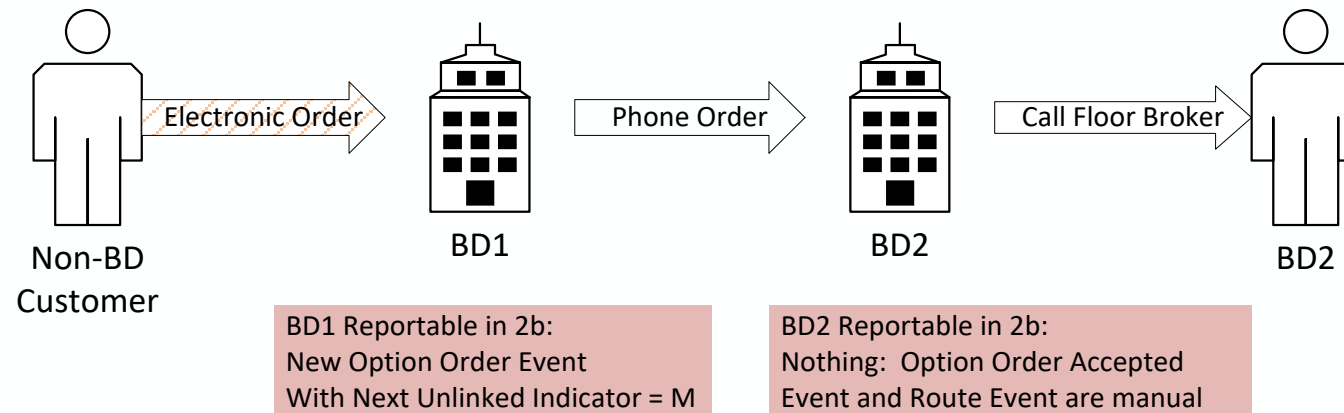 Electronic Order
Phone Order
Call Floor Broker
Non-BD
Customer
BD1
BD2
BD2
BD1 Reportable in 2b:
New Option Order Event
With Next Unlinked Indicator = M
BD2 Reportable in 2b:
Nothing: Option Order Accepted
Event and Route Event are manual